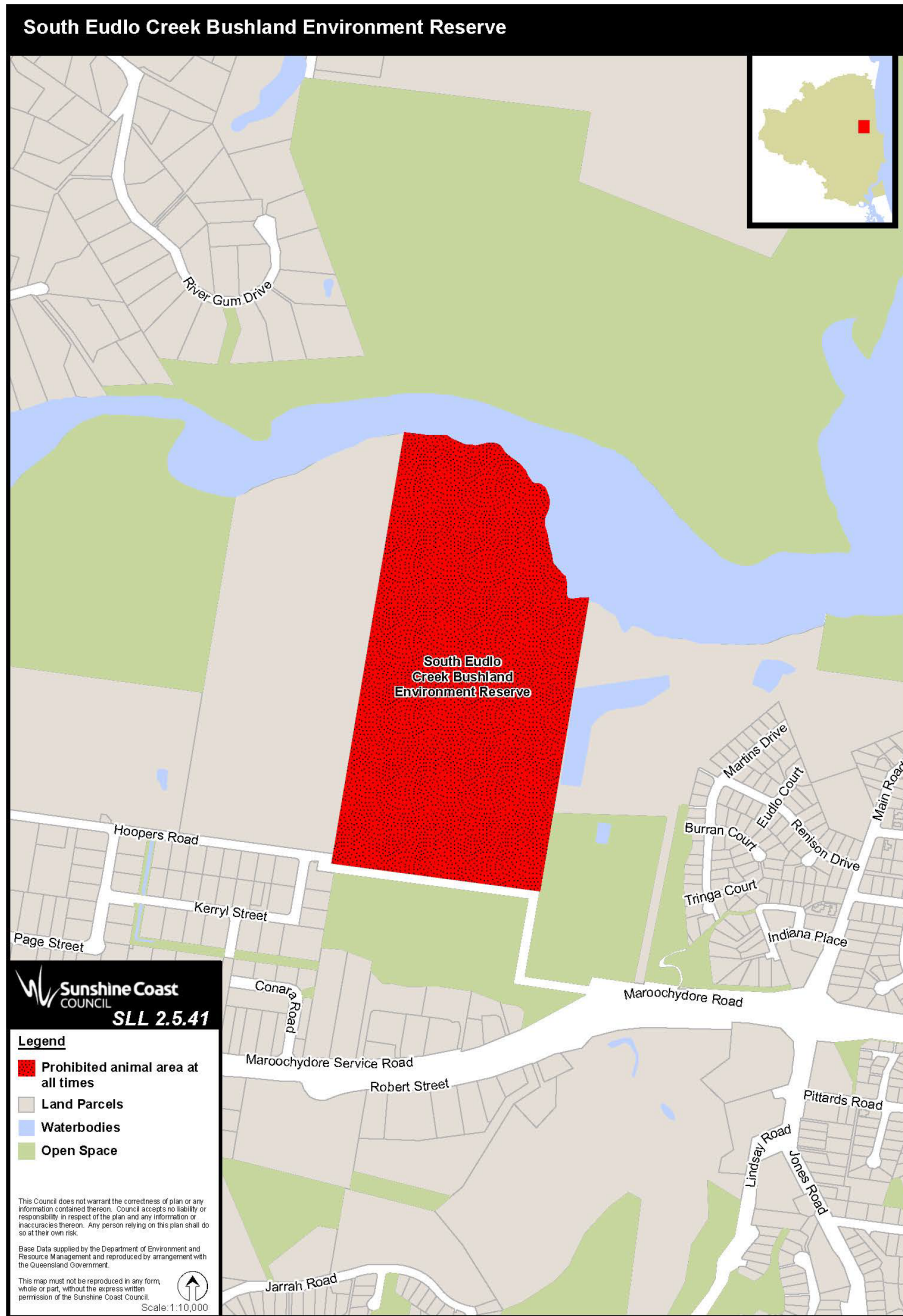 South Eudlo Creek Bushland Environment Reserve
River Gum Drive
South Eudlo
Creek Bushland
Environment Reserve
Martins Drive
Eudlo Court
Main Road
Burran Court
Renison Drive
Hoopers Road
Tringa Court
Kerryl Street
Indiana Place
Page Street
Conara Road
Maroochydore Road
Maroochydore Service Road
Robert Street
Pittards Road
Lindsay Road
Jones Road
Jarrah Road
Sunshine Coast
COUNCIL
SLL 2.5.41
Legend
Prohibited animal area at
all times
Land Parcels
Waterbodies
Open Space
This Council does not warrant the correctness of plan or any
information contained thereon. Council accepts no liability or
responsibility in respect of the plan and any information or
inaccuracies thereon. Any person relying on this plan shall do
so at their own risk.
Base Data supplied by the Department of Environment and
Resource Management and reproduced by arrangement with
the Queensland Government.
This map must not be reproduced in any form,
whole or part, without the express written
permission of the Sunshine Coast Council.
Scale:1:10,000